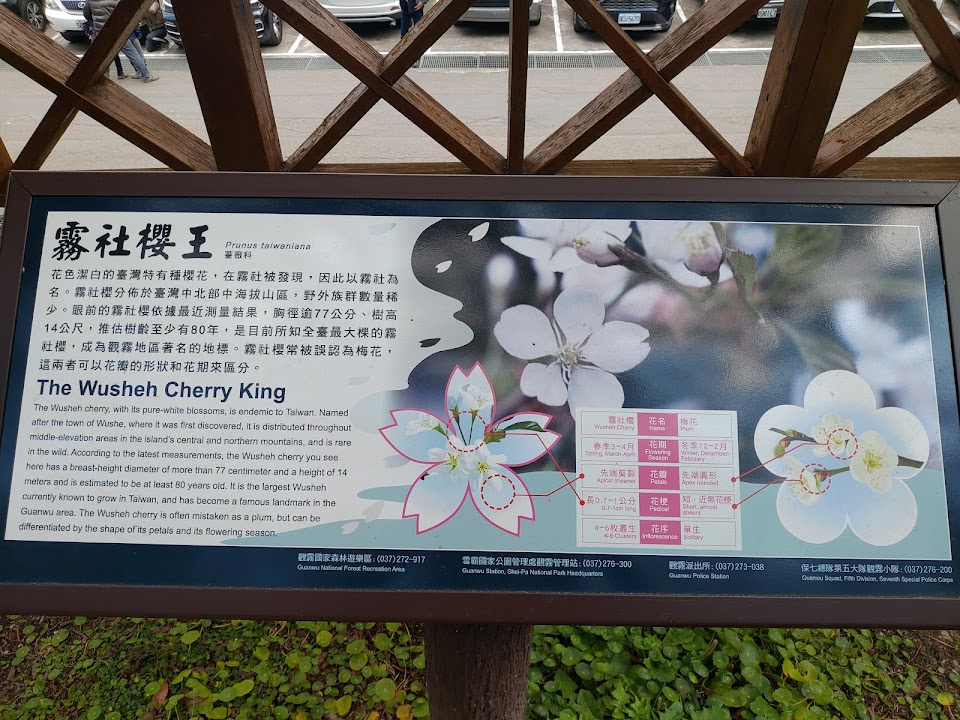 霧社櫻王
Prunus taiwaniana
薔薇科
花色潔白的臺灣特有種櫻花，在霧社被發現，因此以霧社為
名。霧社櫻分佈於臺灣中北部中海拔山區，野外族群數量稀
少。眼前的霧社櫻依據最近測量結果，胸徑逾77公分、樹高
14公尺，推估樹齡至少有80年，是目前所知全臺最大棵的霧
社櫻，成為觀霧地區著名的地標。霧社櫻常被誤認為梅花，
這兩者可以花瓣的形狀和花期來區分。
The Wusheh Cherry King
The Wusheh cherry, with its pure-white blossoms, is endemic to Taiwan. Named
after the town of Wushe, where it was first discovered, it is distributed throughout
middle-elevation areas in the island's central and northern mountains, and is rare
in the wild. According to the latest measurements, the Wusheh cherry you see
here has a breast-height diameter of more than 77 centimeter and a height of 14
meters and is estimated to be at least 80 years old. It is the largest Wusheh
currently known to grow in Taiwan, and has become a famous landmark in the
Guanwu area. The Wusheh cherry is often mistaken as a plum, but can be
differentiated by the shape of its petals and its flowering season.
霧社櫻 花名 梅花
Wusheh Cherry Name Plum
春季3~4月 花期 冬季12~2月
Spring, March-April Flowering Season Winter, December-February
先端莢裂 花瓣 先端圓形
Apical sheered Petals Apex rounded
長0.7~1公分 花梗 短，近無花梗
0.7-1cm long Pedicel Short, almost absent
4~6枚叢生 花序 單生
4-6 Clusters Inflorescence Solitary
觀霧國家森林遊樂區：(037)272-917
Guanwu National Forest Recreation Area
雪霸國家公園管理處觀霧管理站：(037)276-300
Guanwu Station, Shei-Pa National Park Headquarters
觀霧派出所：(037)273-038
Guanwu Police Station
保七總隊第五大隊觀霧小隊：(037)276-200
Guanwu Squad, Fifth Division, Seventh Special Police Corps